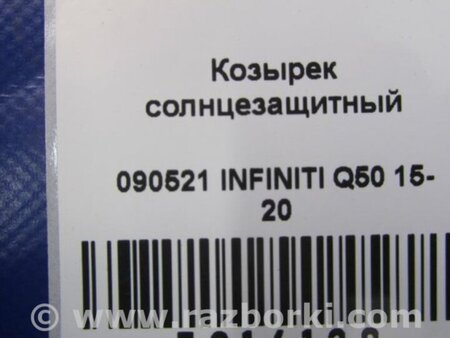 Козырек
солнцезащитный
090521 INFINITI Q50 15-
20
© www.razborki.com